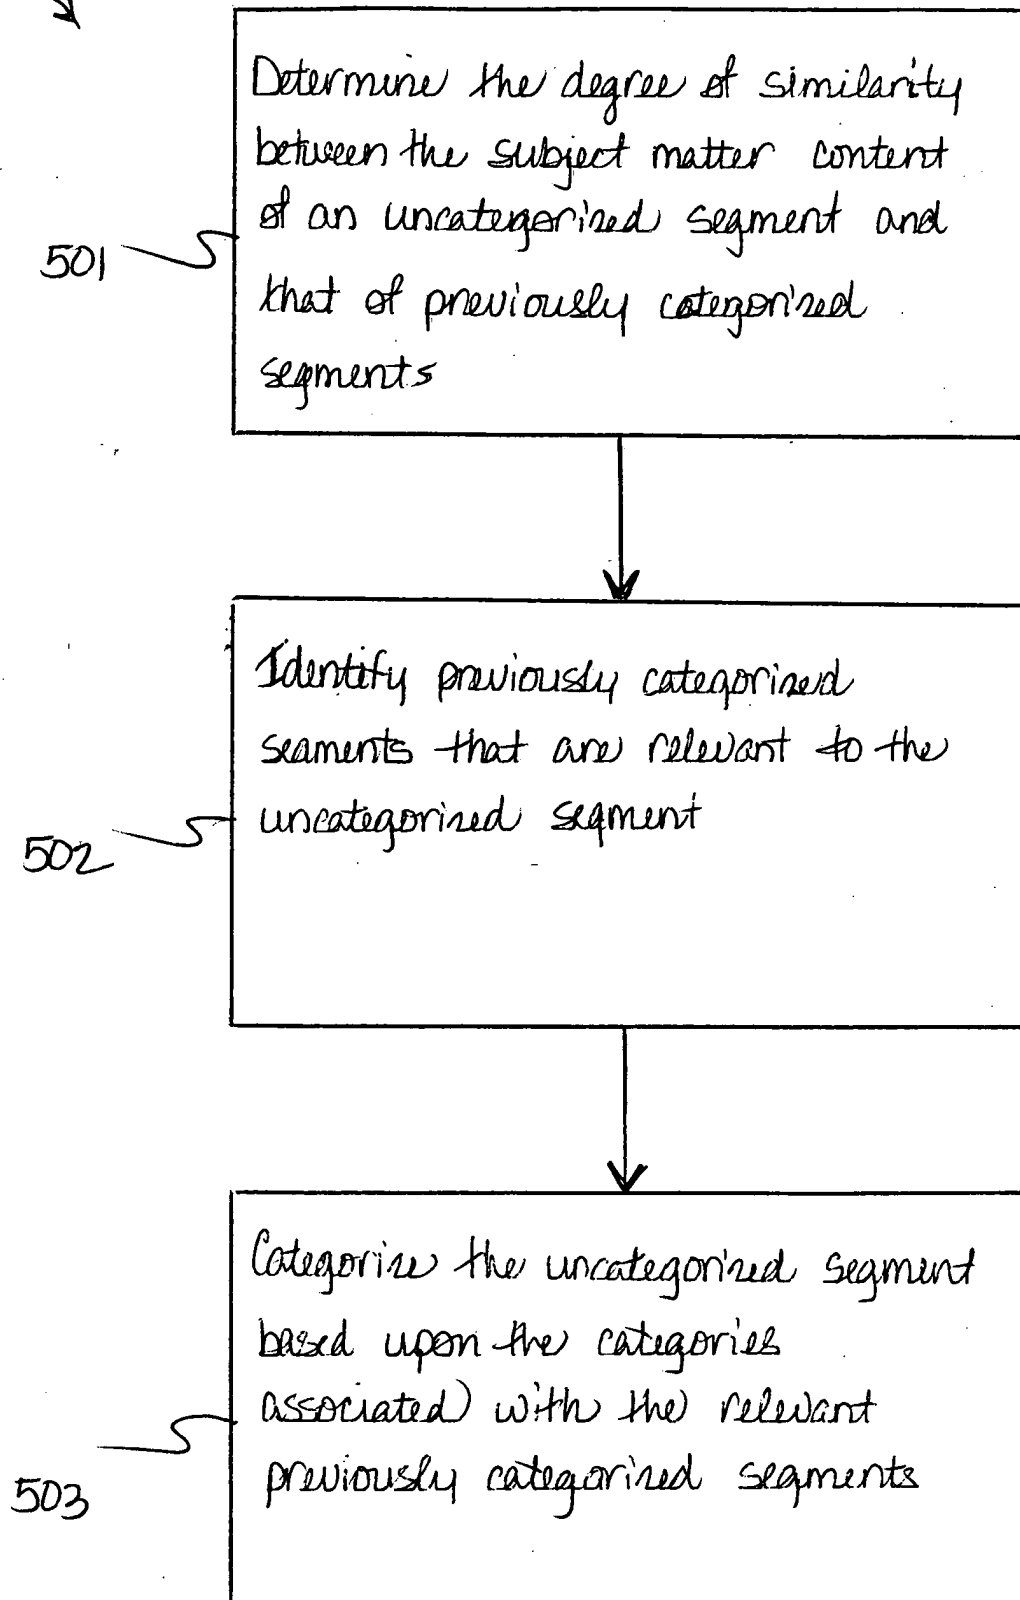 Determine the degree of similarity
between the subject matter content
of an uncategorized segment and
501
that of previously categorized
segments
Identify previously categorized
segments that are relevant to the
uncategorized segment
502
Categorize the uncategorized segment
based upon the categories
associated with the relevant
previously categorized segments
503